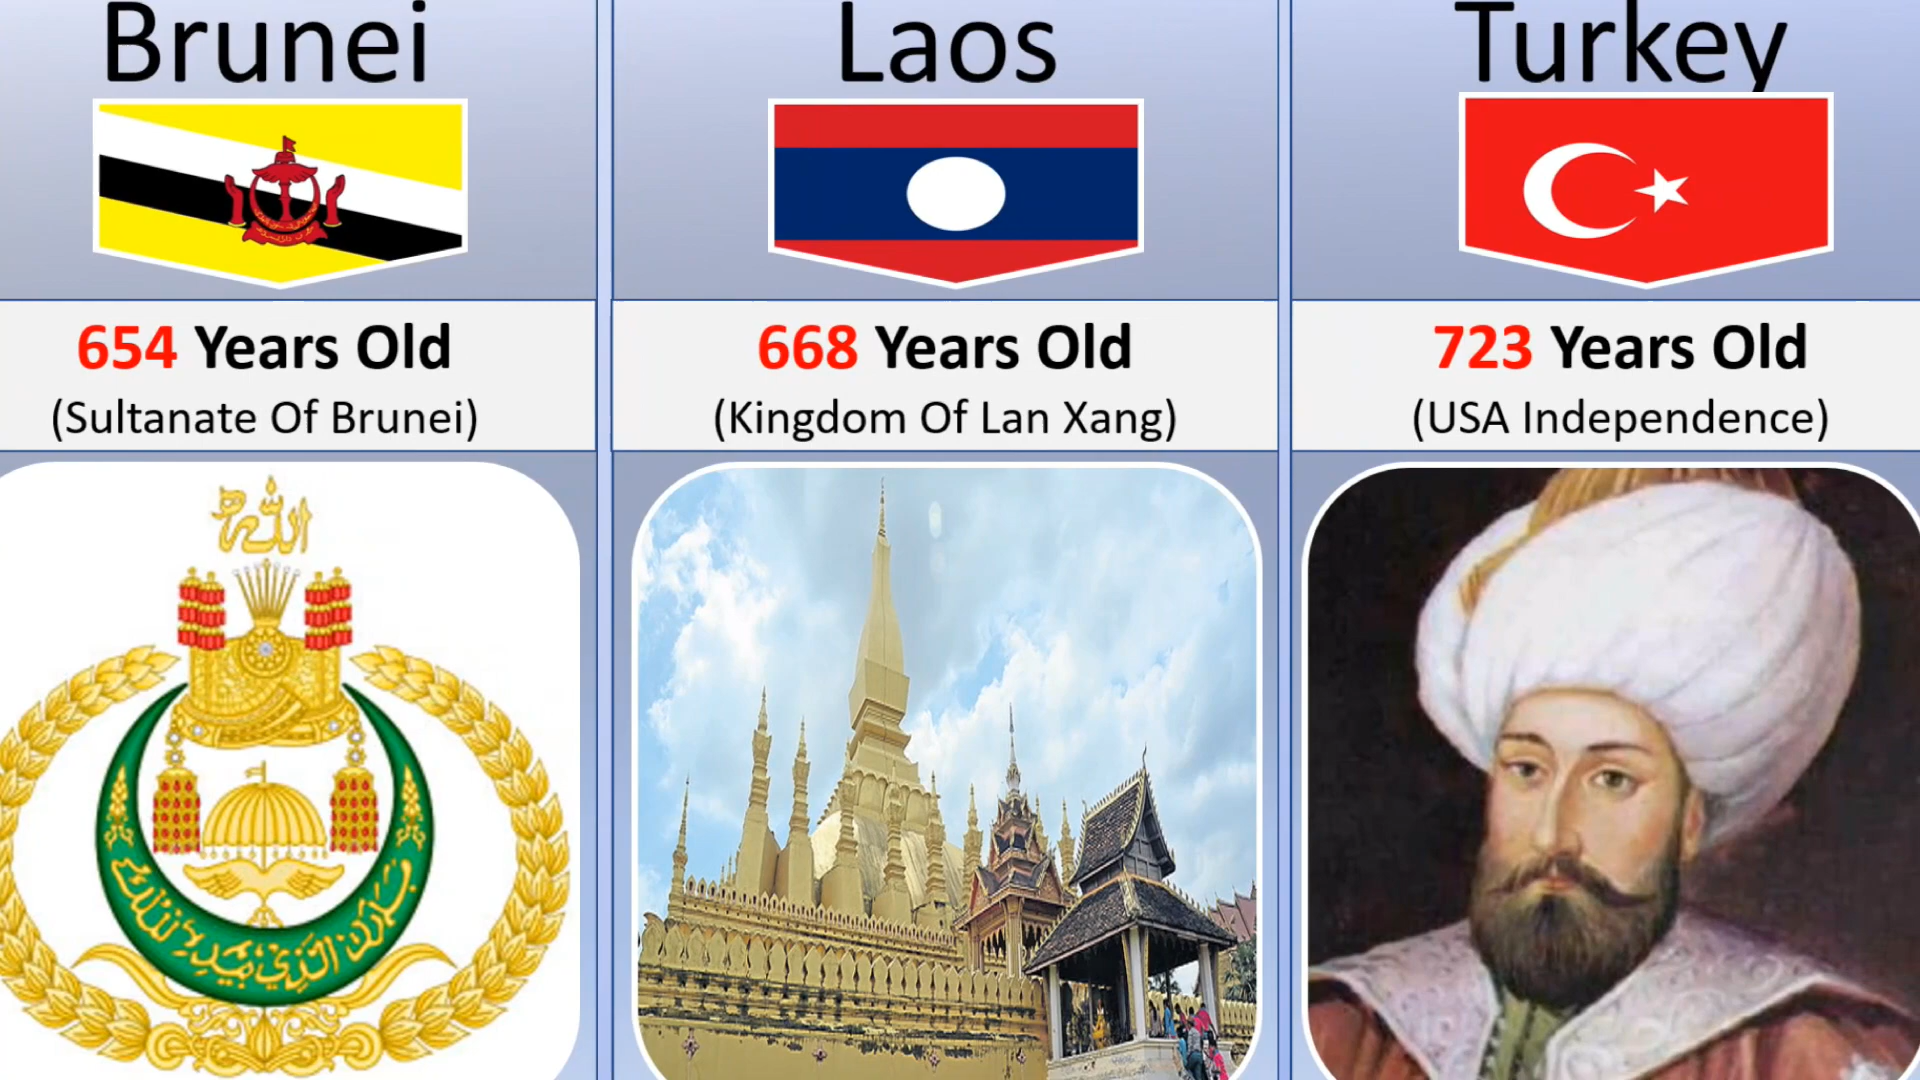 Brunei
Laos
Turkey
654 Years Old
(Sultanate Of Brunei)
668 Years Old
(Kingdom Of Lan Xang)
723 Years Old
(USA Independence)